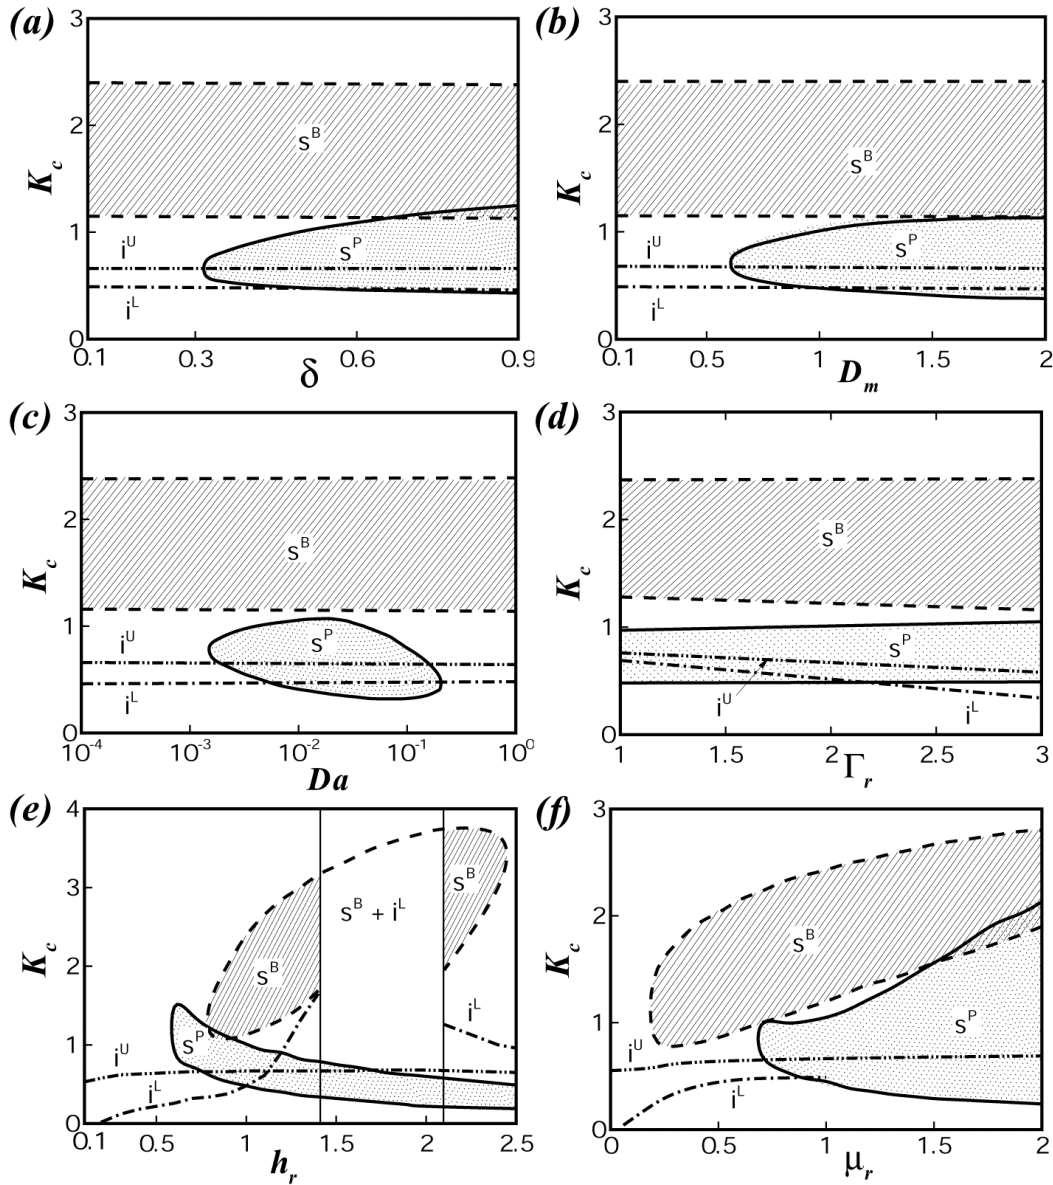 (a)
3
2
1
0
K_c
s^B
i^U
s^P
i^L
0.1 0.3 0.6 0.9
δ
(b)
3
2
1
0
K_c
s^B
i^U
s^P
i^L
0.1 0.5 1 1.5 2
D_m
(c)
3
2
1
0
K_c
s^B
i^U
s^P
i^L
10^-4 10^-3 10^-2 10^-1 10^0
Da
(d)
3
2
1
0
K_c
s^B
s^P
i^U
i^L
1 1.5 2 2.5 3
Γ_r
(e)
4
3
2
1
0
K_c
s^B
s^B + i^L
s^B
s^P
i^U
i^L
i^L
0.1 0.5 1 1.5 2 2.5
h_r
(f)
3
2
1
0
K_c
s^B
s^P
i^U
i^L
0 0.5 1 1.5 2
μ_r